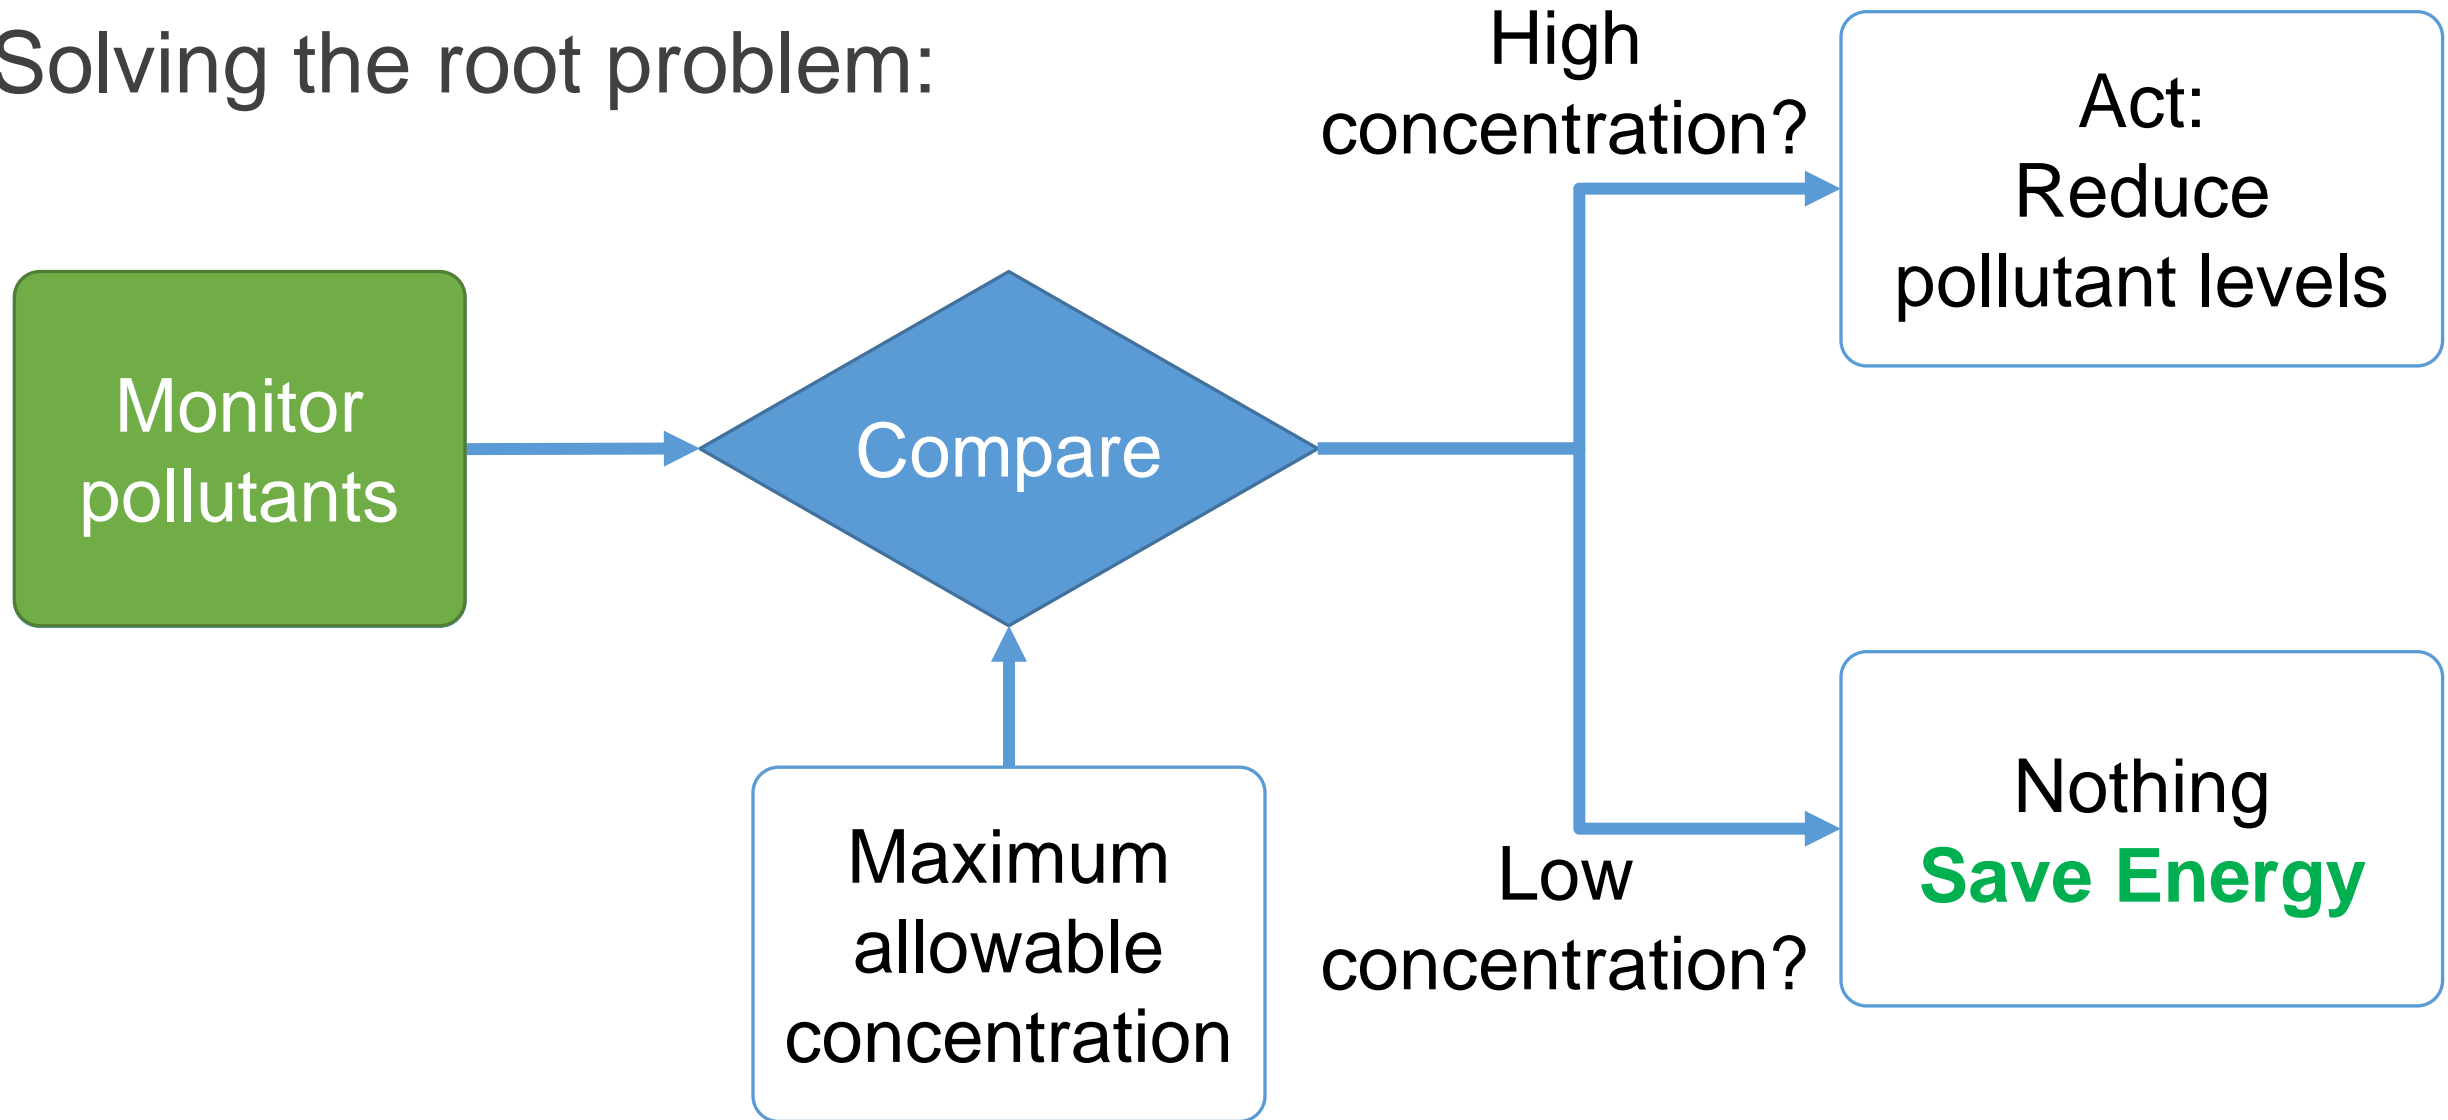 Solving the root problem:
High
concentration?
Act:
Reduce
pollutant levels
Monitor
pollutants
Compare
Maximum
allowable
concentration
Low
concentration?
Nothing
Save Energy